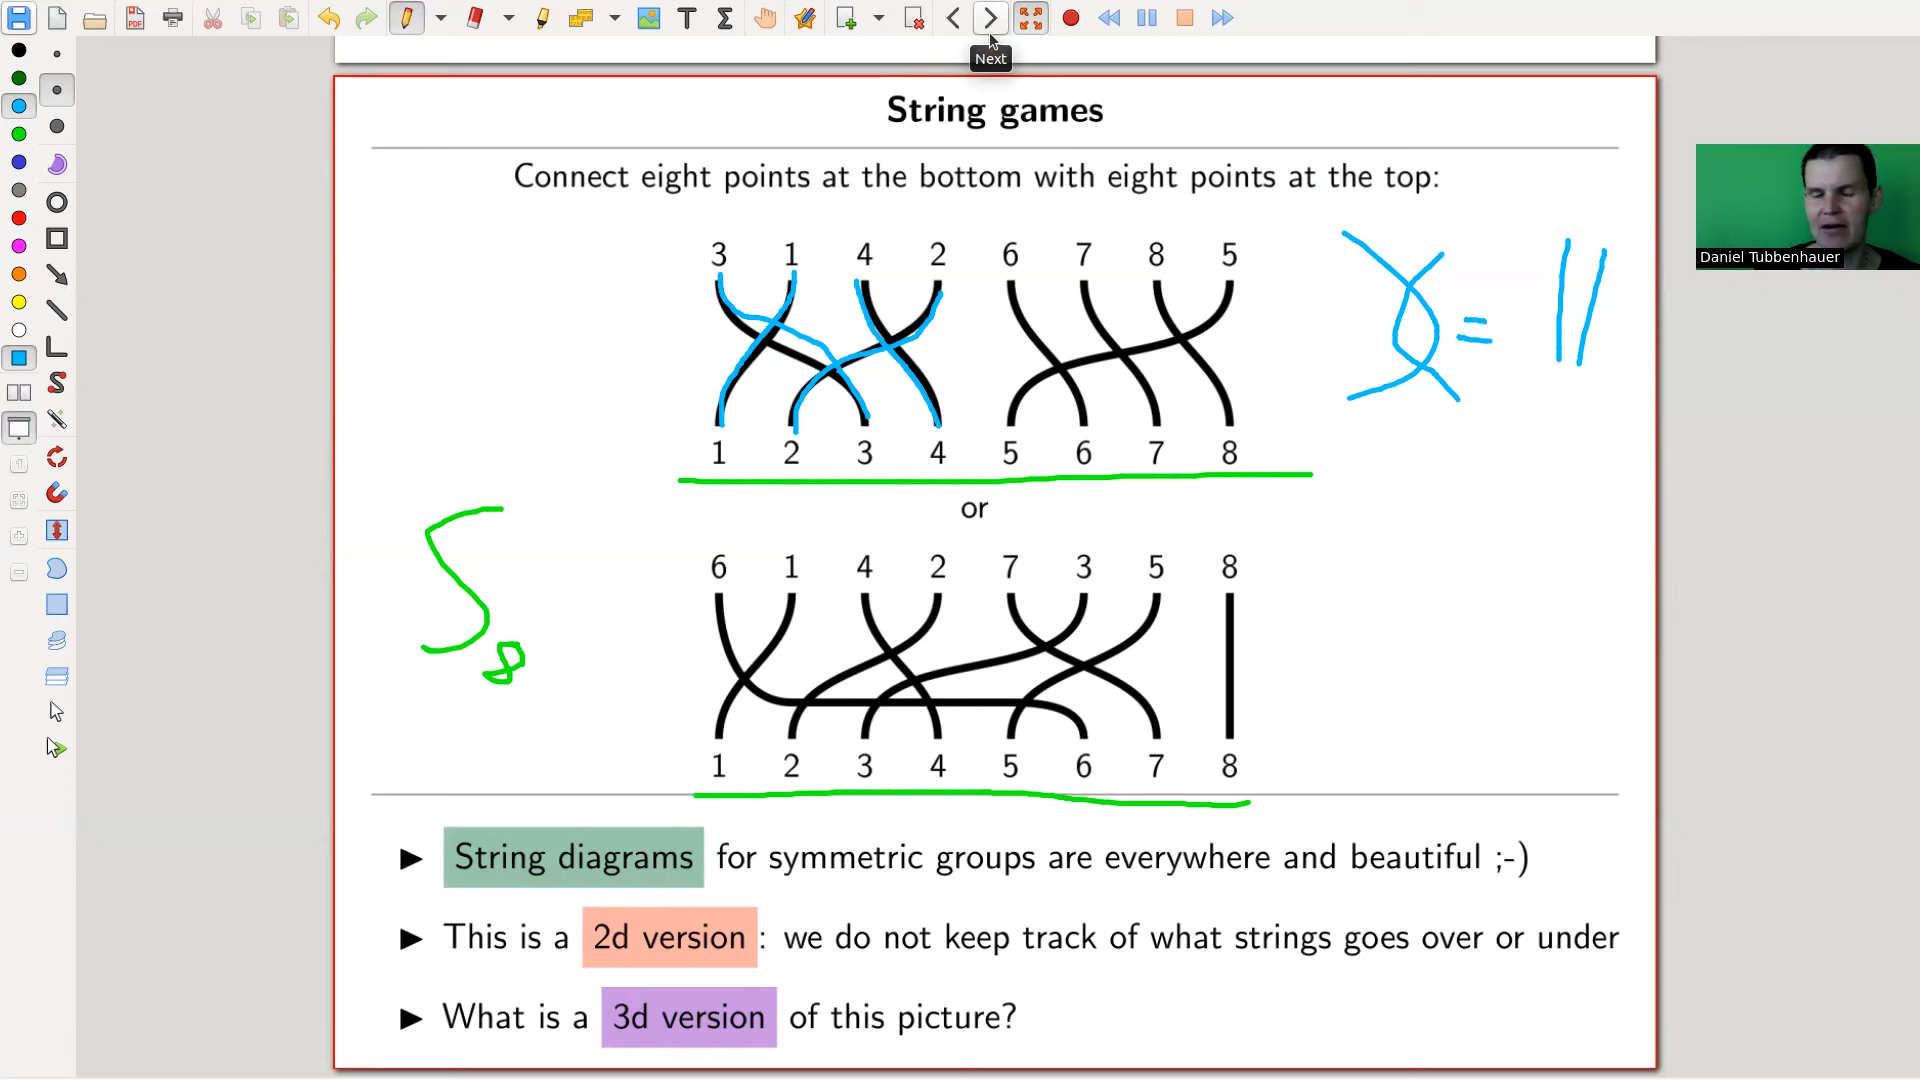 Next
String games
Connect eight points at the bottom with eight points at the top:
3 1 4 2 6 7 8 5
1 2 3 4 5 6 7 8
=
or
S8
6 1 4 2 7 3 5 8
1 2 3 4 5 6 7 8
▶ String diagrams for symmetric groups are everywhere and beautiful ;-)
▶ This is a 2d version : we do not keep track of what strings goes over or under
▶ What is a 3d version of this picture?
Daniel Tubbenhauer